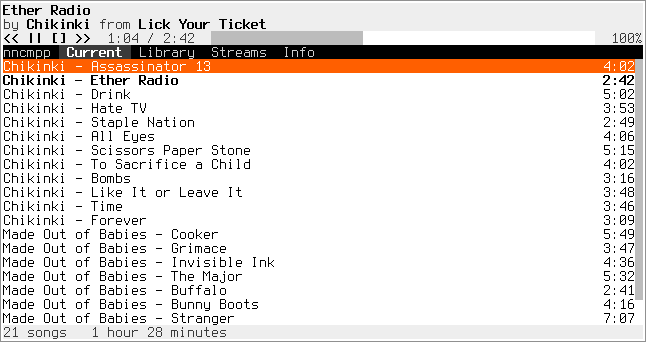 Ether Radio
by Chikinki from Lick Your Ticket
<< || [] >> 1:04 / 2:42 100%
nncmpp Current Library Streams Info
Chikinki - Assassinator 13 4:02
Chikinki - Ether Radio 2:42
Chikinki - Drink 5:02
Chikinki - Hate TV 3:53
Chikinki - Staple Nation 2:49
Chikinki - All Eyes 4:06
Chikinki - Scissors Paper Stone 5:15
Chikinki - To Sacrifice a Child 4:02
Chikinki - Bombs 3:16
Chikinki - Like It or Leave It 3:48
Chikinki - Time 3:46
Chikinki - Forever 3:09
Made Out of Babies - Cooker 5:49
Made Out of Babies - Grimace 3:47
Made Out of Babies - Invisible Ink 4:36
Made Out of Babies - The Major 5:32
Made Out of Babies - Buffalo 2:41
Made Out of Babies - Bunny Boots 4:16
Made Out of Babies - Stranger 7:07
21 songs 1 hour 28 minutes